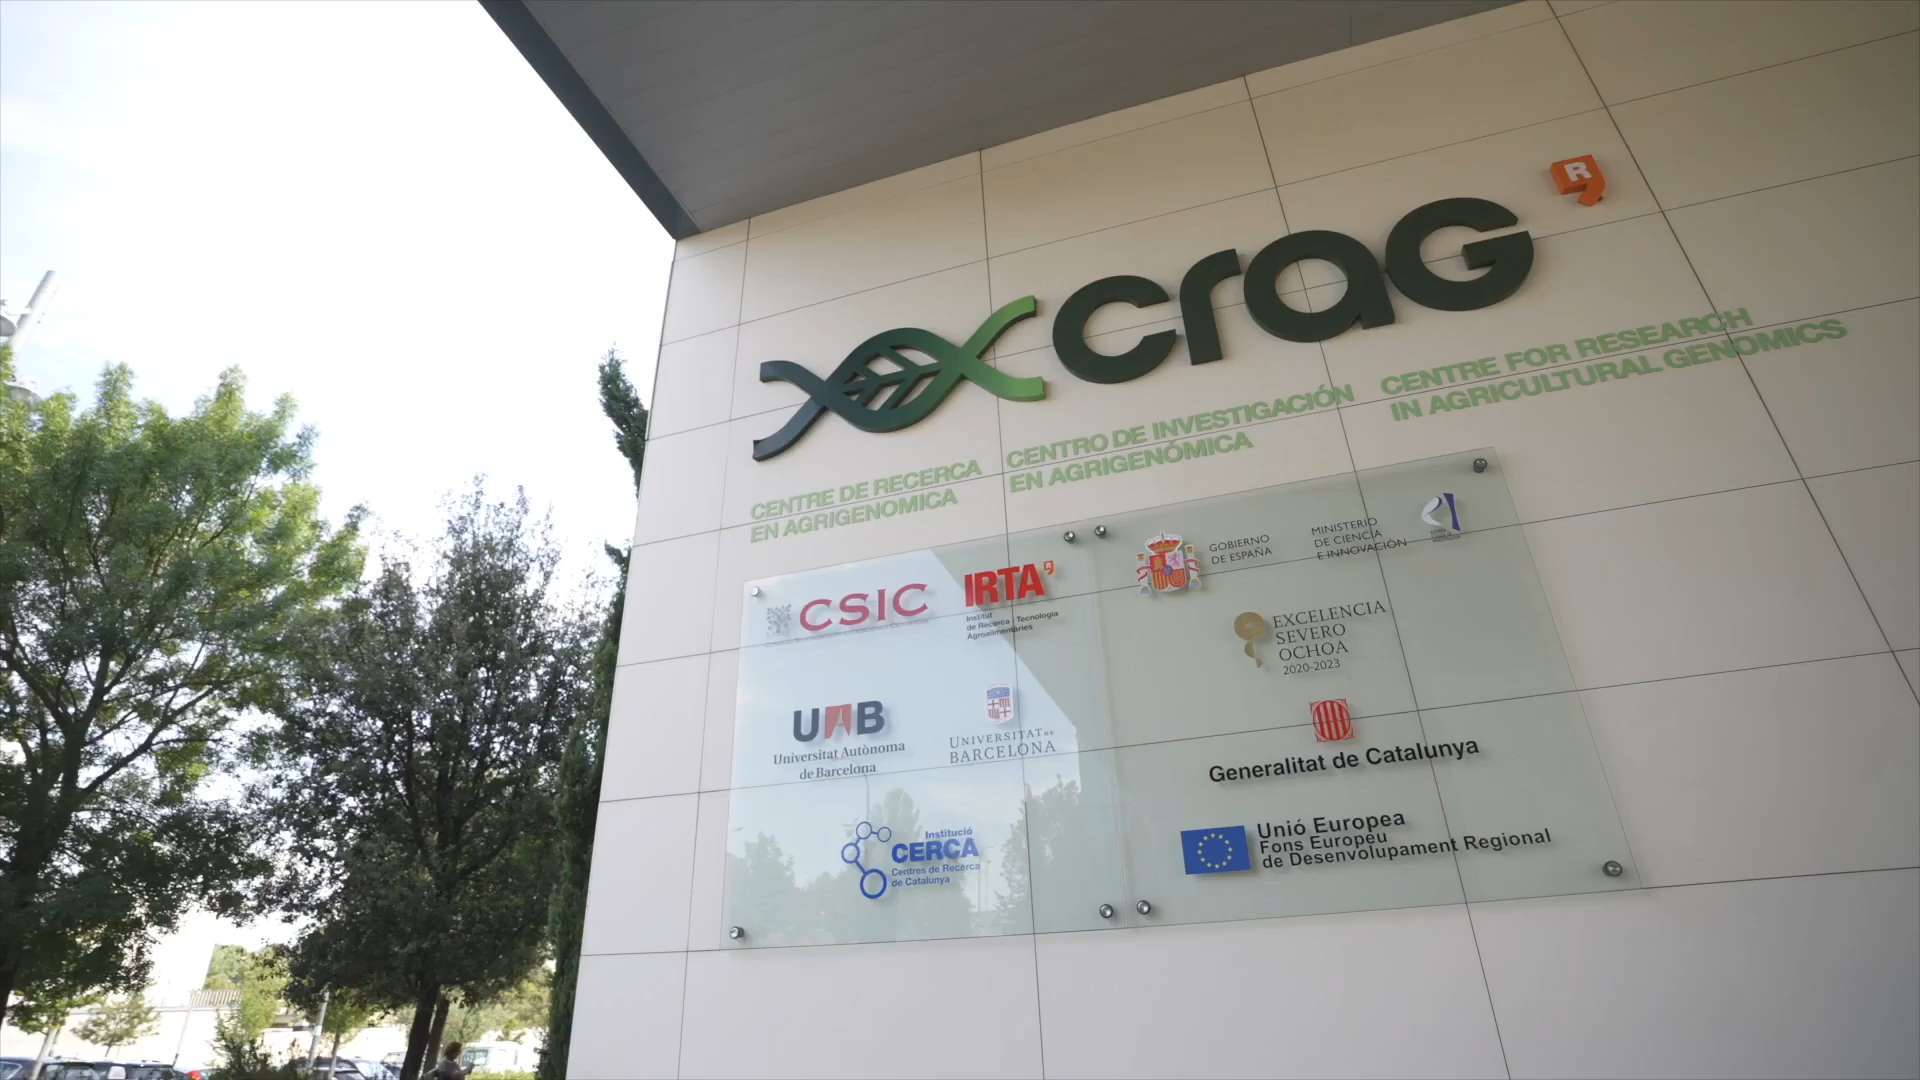 CRAG
R
CENTRE DE RECERCA
EN AGRIGENOMICA
CENTRO DE INVESTIGACIÓN
EN AGRIGENÓMICA
CENTRE FOR RESEARCH
IN AGRICULTURAL GENOMICS
CSIC
IRTA
Institut
de Recerca i Tecnologia
Agroalimentàries
UAB
Universitat Autònoma
de Barcelona
UNIVERSITAT DE
BARCELONA
Institució
CERCA
Centres de Recerca
de Catalunya
GOBIERNO
DE ESPAÑA
MINISTERIO
DE CIENCIA
E INNOVACIÓN
EXCELENCIA
SEVERO
OCHOA
2020-2023
Generalitat de Catalunya
Unió Europea
Fons Europeu
de Desenvolupament Regional